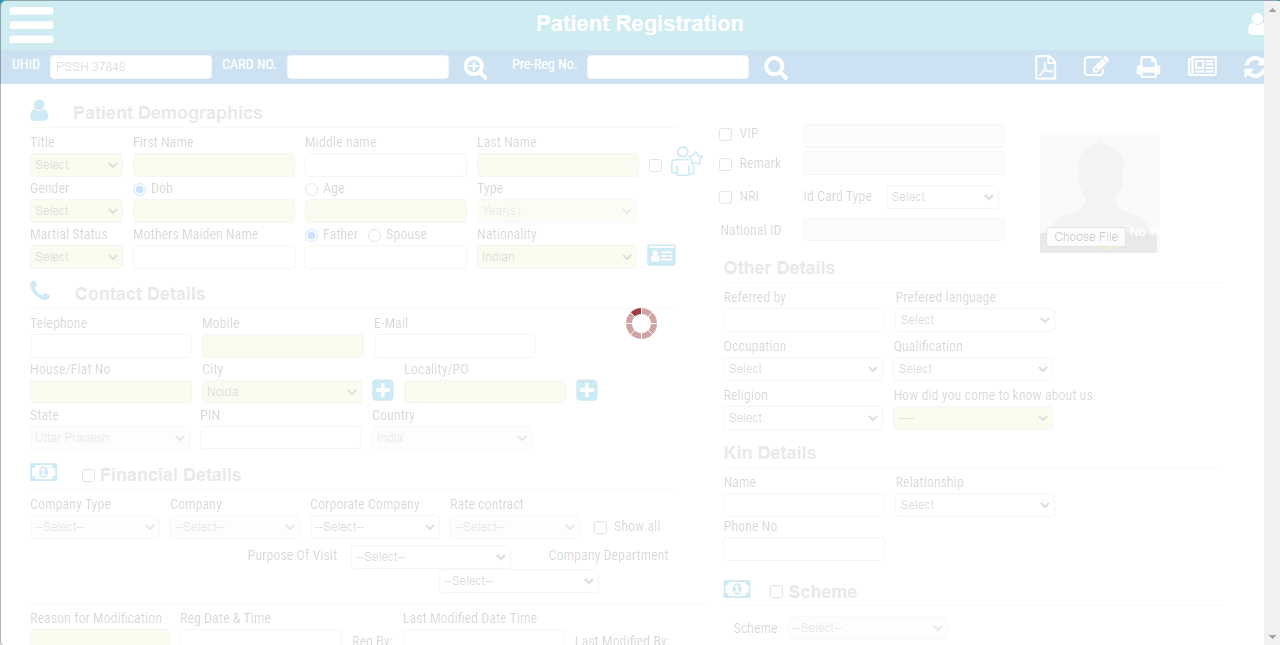 Patient Registration
UHID PSSH.37848 CARD NO. Pre-Reg No.
Patient Demographics
Title First Name Middle name Last Name
Select
Gender Dob Age Type
Select Year(s)
Martial Status Mothers Maiden Name Father Spouse Nationality
Select Indian
VIP
Remark
NRI Id Card Type Select
National ID
Choose File No
Contact Details
Telephone Mobile E-Mail
House/Flat No City Locality/PO
Noida
State PIN Country
Uttar Pradesh India
Other Details
Referred by Prefered language
Select
Occupation Qualification
Select Select
Religion How did you come to know about us
Select ----
Financial Details
Company Type Company Corporate Company Rate contract
--Select-- --Select-- --Select-- --Select-- Show all
Purpose Of Visit --Select-- Company Department
--Select--
Kin Details
Name Relationship
Select
Phone No
Scheme
Scheme --Select--
Reason for Modification Reg Date & Time Last Modified Date Time
Reg By: Last Modified By: